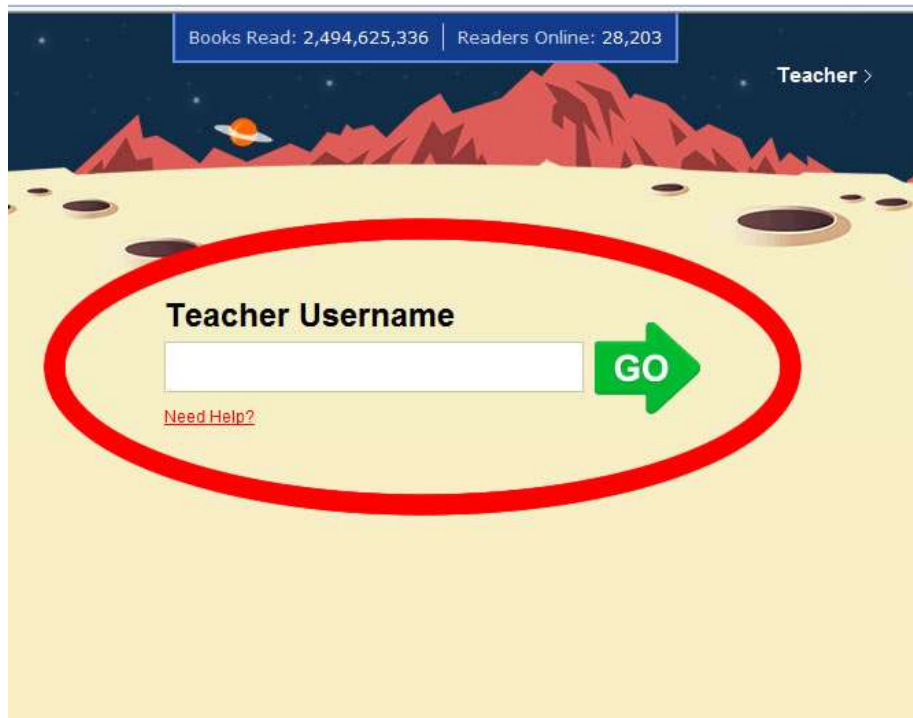 Books Read: 2,494,625,336 | Readers Online: 28,203
Teacher >
Teacher Username
GO
Need Help?